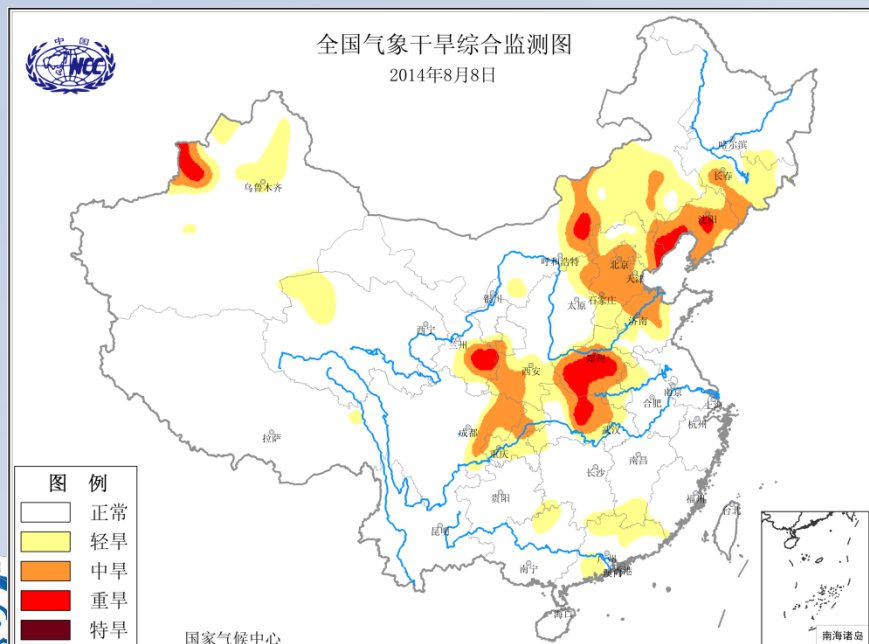 全国气象干旱综合监测图
2014年8月8日
中国
NCC
哈尔滨
长春
乌鲁木齐
沈阳
呼和浩特
北京
天津
银川
石家庄
太原
西宁
济南
兰州
郑州
西安
南京
合肥
上海
成都
武汉
杭州
拉萨
重庆
南昌
长沙
贵阳
福州
台北
昆明
广州
南宁
澳门
香港
海口
图 例
正常
轻旱
中旱
重旱
特旱
国家气候中心
南海诸岛